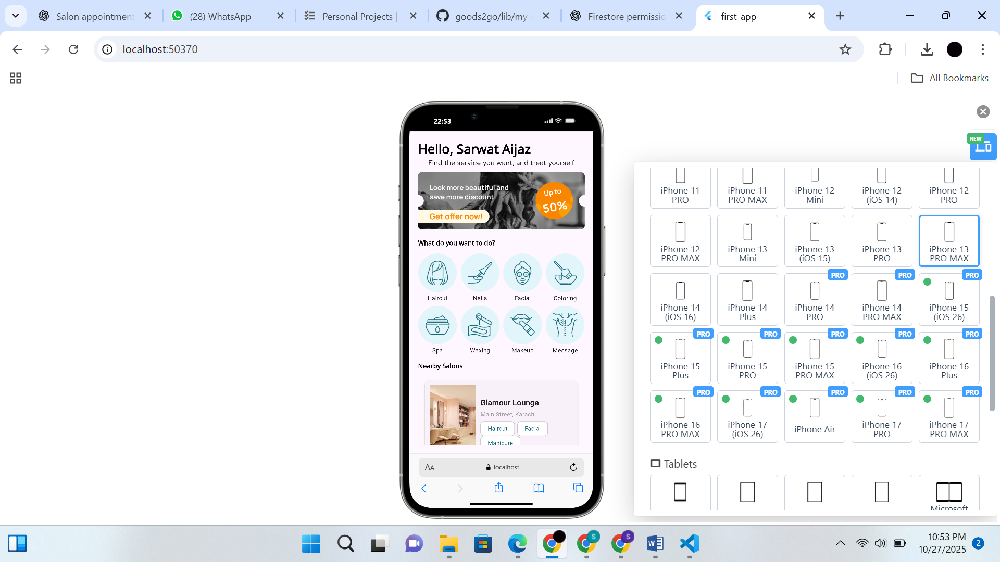 Salon appointment
(28) WhatsApp
Personal Projects |
goods2go/lib/my_
Firestore permissio
first_app
localhost:50370
All Bookmarks
22:53
Hello, Sarwat Aijaz
Find the service you want, and treat yourself
Look more beautiful and
save more discount
Get offer now!
Up to
50%
What do you want to do?
Haircut
Nails
Facial
Coloring
Spa
Waxing
Makeup
Message
Nearby Salons
Glamour Lounge
Main Street, Karachi
Haircut
Facial
Manicure
AA
localhost
NEW
iPhone 11
PRO
iPhone 11
PRO MAX
iPhone 12
Mini
iPhone 12
(iOS 14)
iPhone 12
PRO
iPhone 12
PRO MAX
iPhone 13
Mini
iPhone 13
(iOS 15)
iPhone 13
PRO
iPhone 13
PRO MAX
iPhone 14
(iOS 16)
iPhone 14
Plus
PRO
iPhone 14
PRO
PRO
iPhone 14
PRO MAX
PRO
iPhone 15
(iOS 26)
PRO
iPhone 15
Plus
PRO
iPhone 15
PRO
PRO
iPhone 15
PRO MAX
PRO
iPhone 16
(iOS 26)
PRO
iPhone 16
Plus
PRO
iPhone 16
PRO MAX
PRO
iPhone 17
(iOS 26)
PRO
iPhone Air
PRO
iPhone 17
PRO
PRO
iPhone 17
PRO MAX
Tablets
Microsoft
S
S
10:53 PM
10/27/2025
2